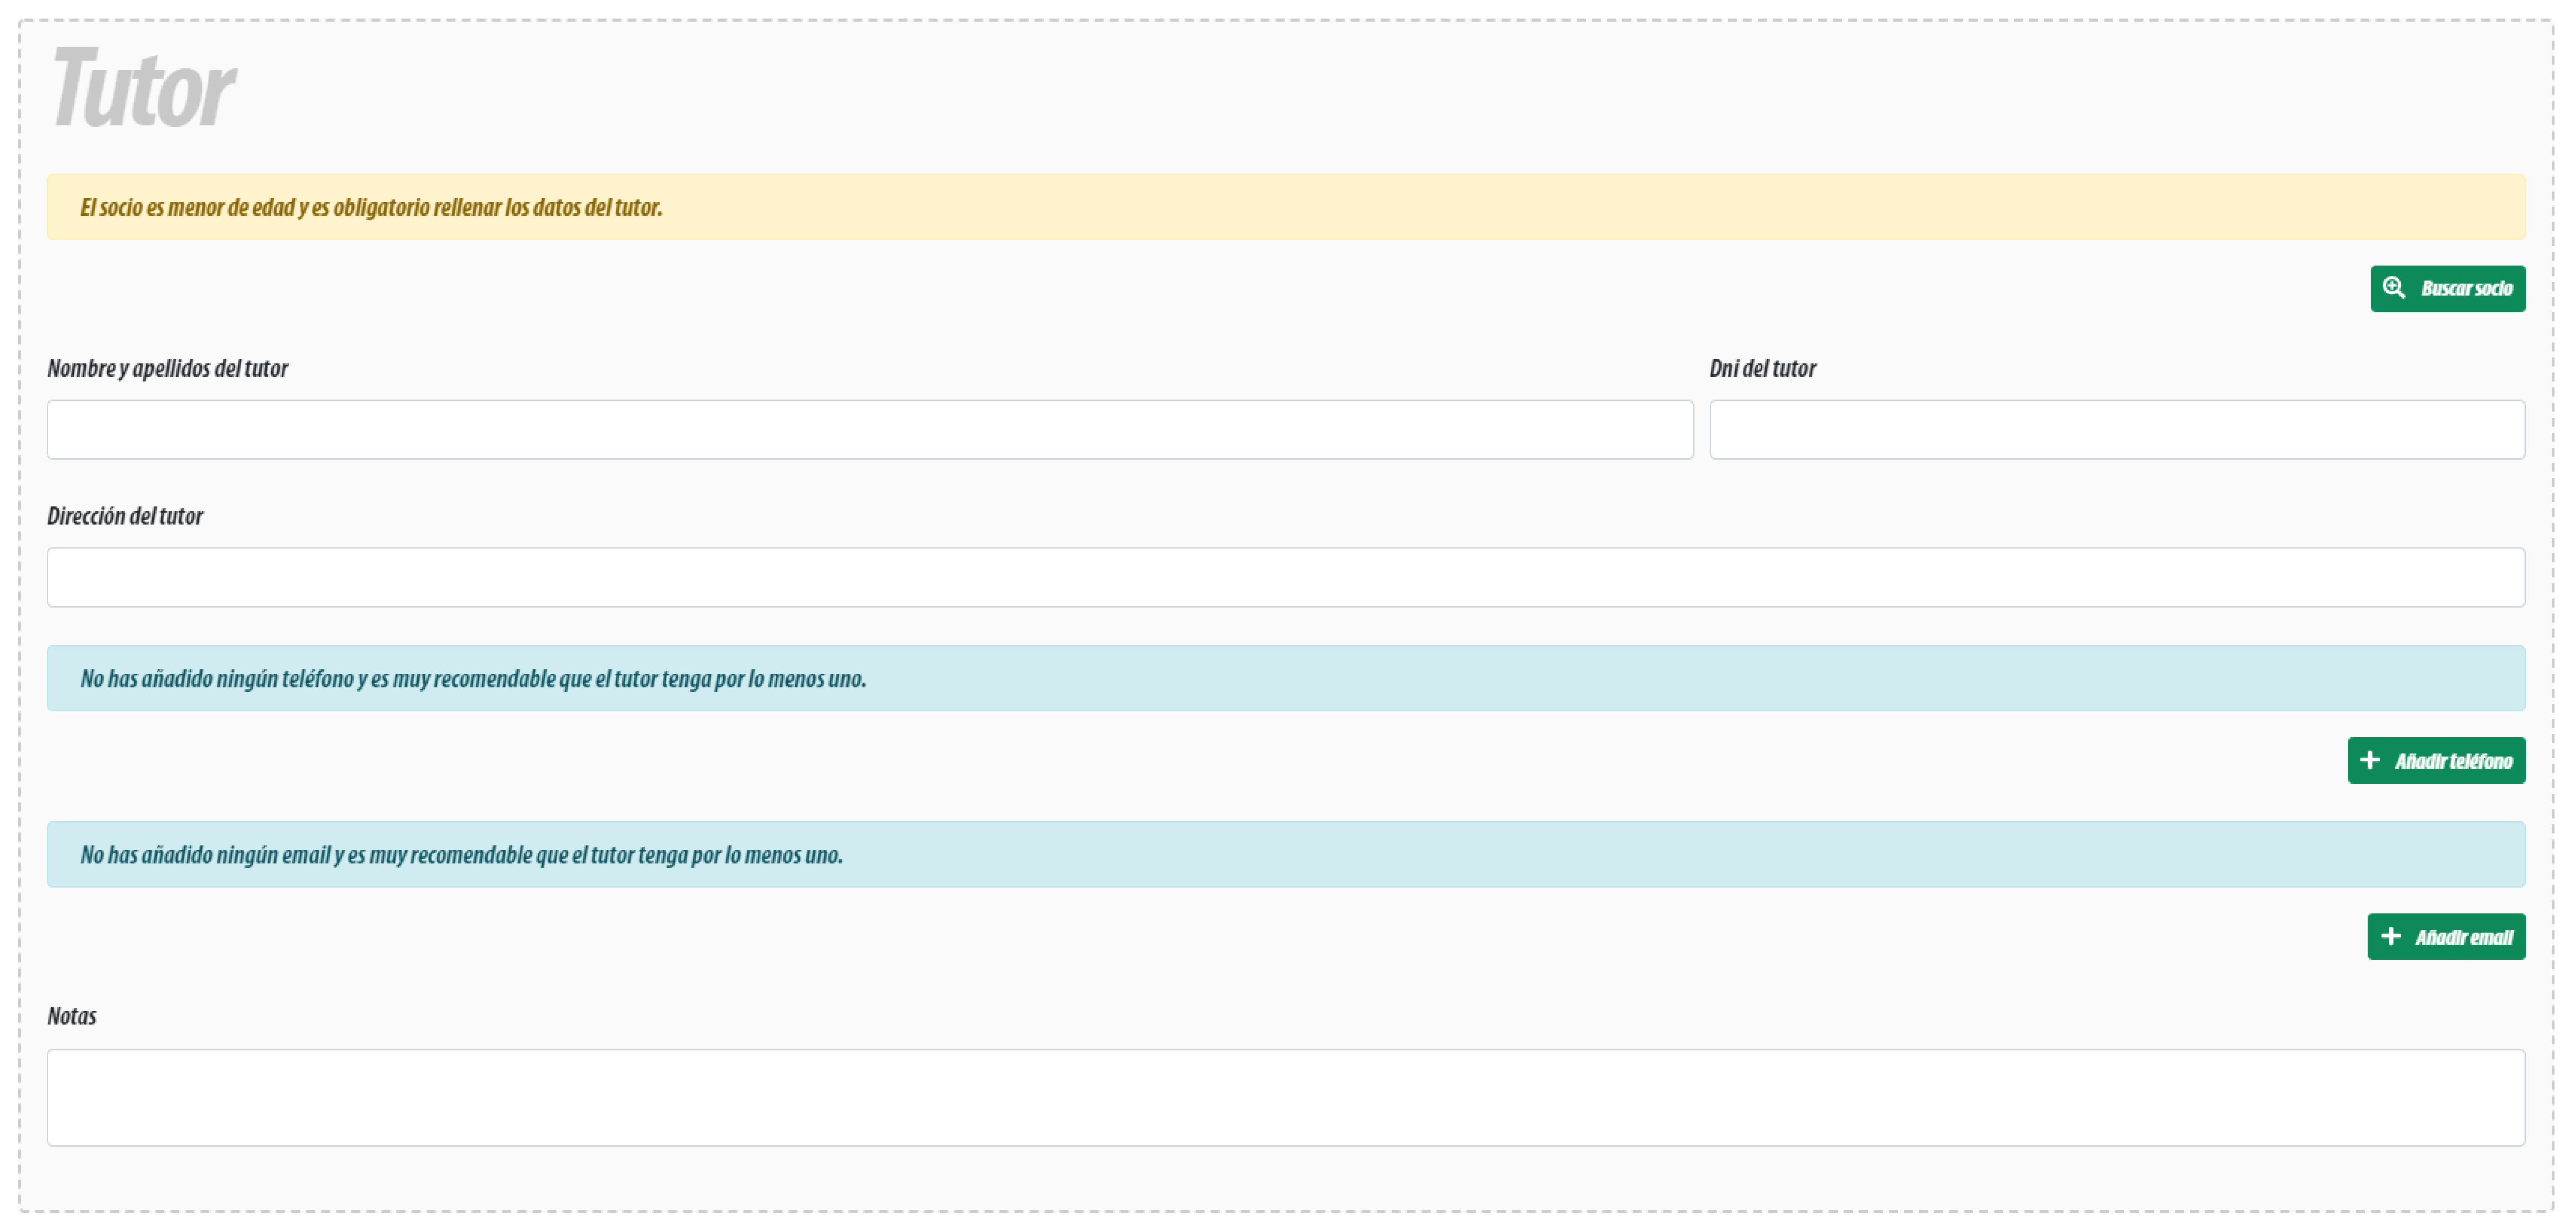 Tutor
El socio es menor de edad y es obligatorio rellenar los datos del tutor.
Buscar socio
Nombre y apellidos del tutor
Dni del tutor
Dirección del tutor
No has añadido ningún teléfono y es muy recomendable que el tutor tenga por lo menos uno.
Añadir teléfono
No has añadido ningún email y es muy recomendable que el tutor tenga por lo menos uno.
Añadir email
Notas